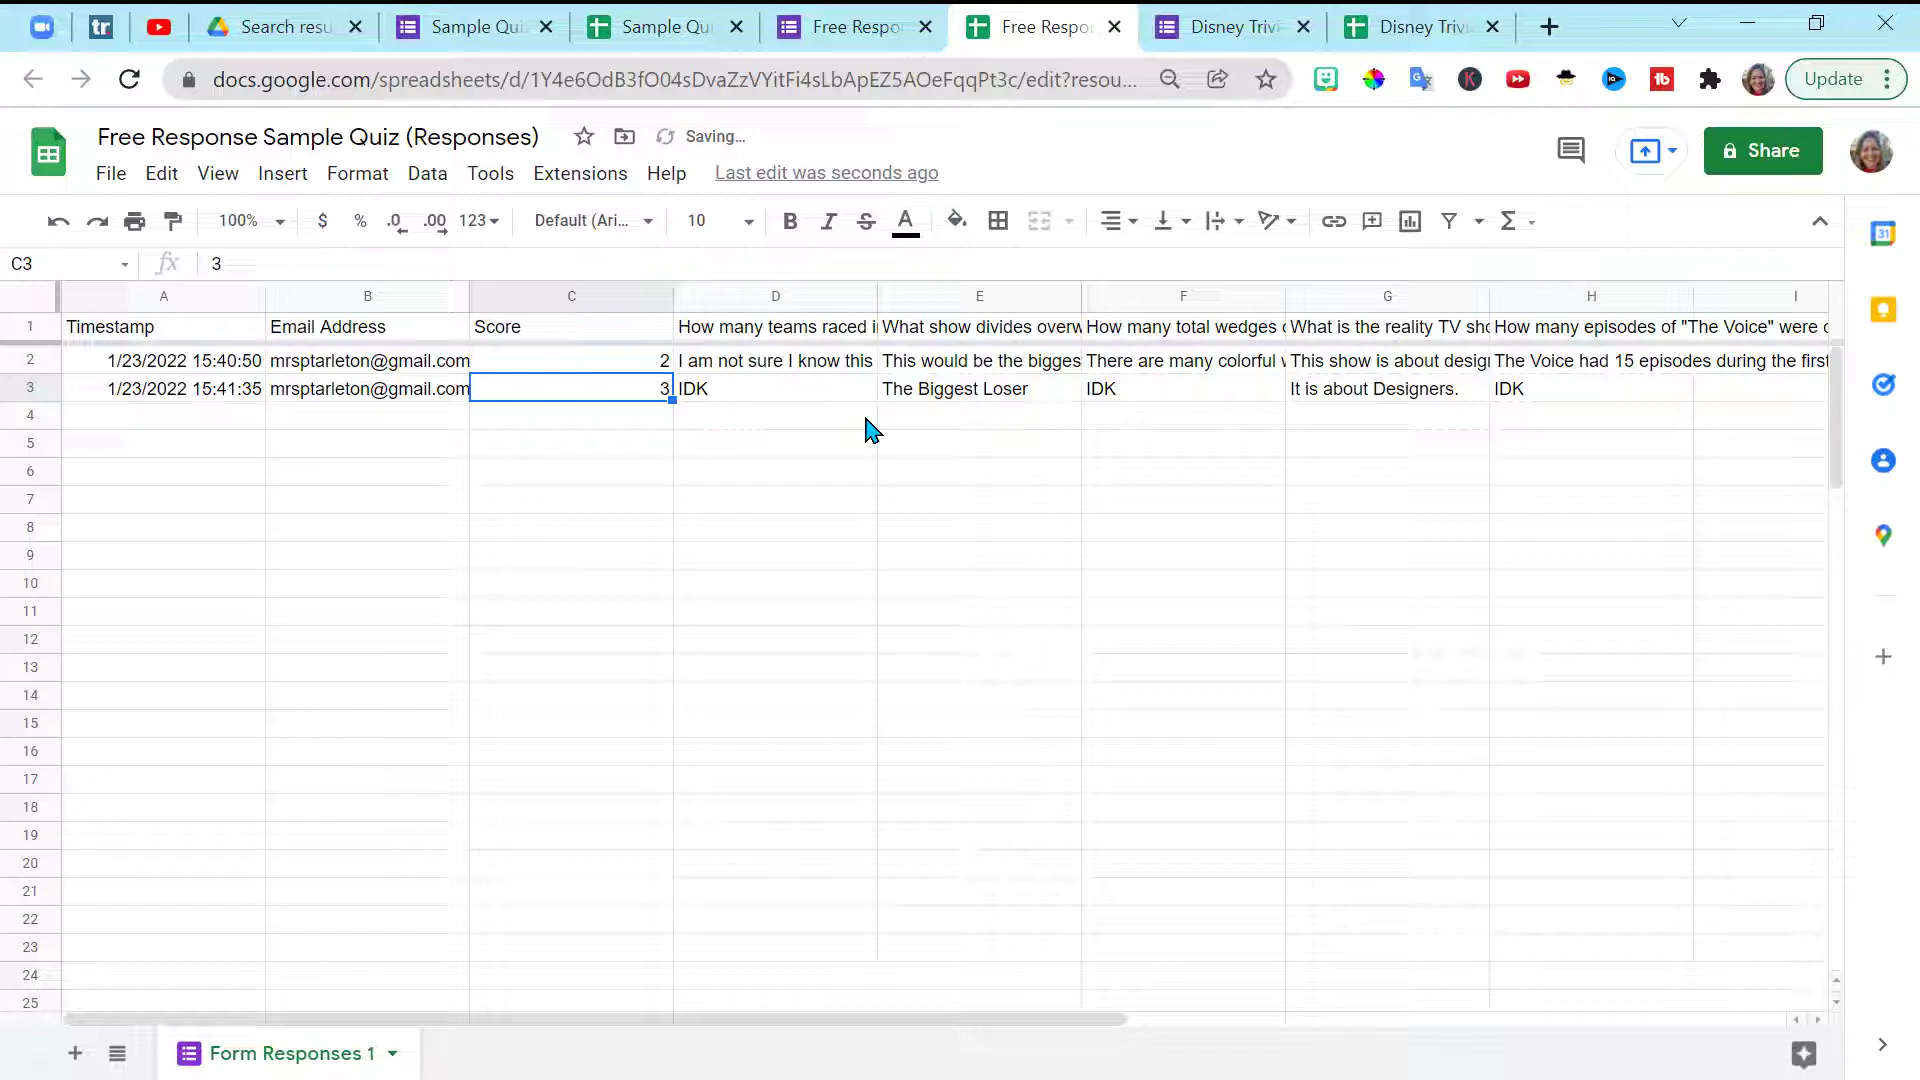 tr
Search resu
Sample Qui
Sample Qu
Free Respo
Free Respor
Disney Trivi
Disney Trivi
docs.google.com/spreadsheets/d/1Y4e6OdB3fO04sDvaZzVYitFi4sLbApEZ5AOeFqqPt3c/edit?resou...
Update
Free Response Sample Quiz (Responses)
Saving...
Share
File Edit View Insert Format Data Tools Extensions Help Last edit was seconds ago
100% $ % .0 .00 123 Default (Ari... 10 B I S A
C3 fx 3
A B C D E F G H I
1 Timestamp Email Address Score How many teams raced i What show divides overw How many total wedges What is the reality TV sho How many episodes of "The Voice" were
2 1/23/2022 15:40:50 mrsptarleton@gmail.com 2 I am not sure I know this This would be the bigges There are many colorful This show is about desig The Voice had 15 episodes during the first
3 1/23/2022 15:41:35 mrsptarleton@gmail.com 3 IDK The Biggest Loser IDK It is about Designers. IDK
4
5
6
7
8
9
10
11
12
13
14
15
16
17
18
19
20
21
22
23
24
25
Form Responses 1